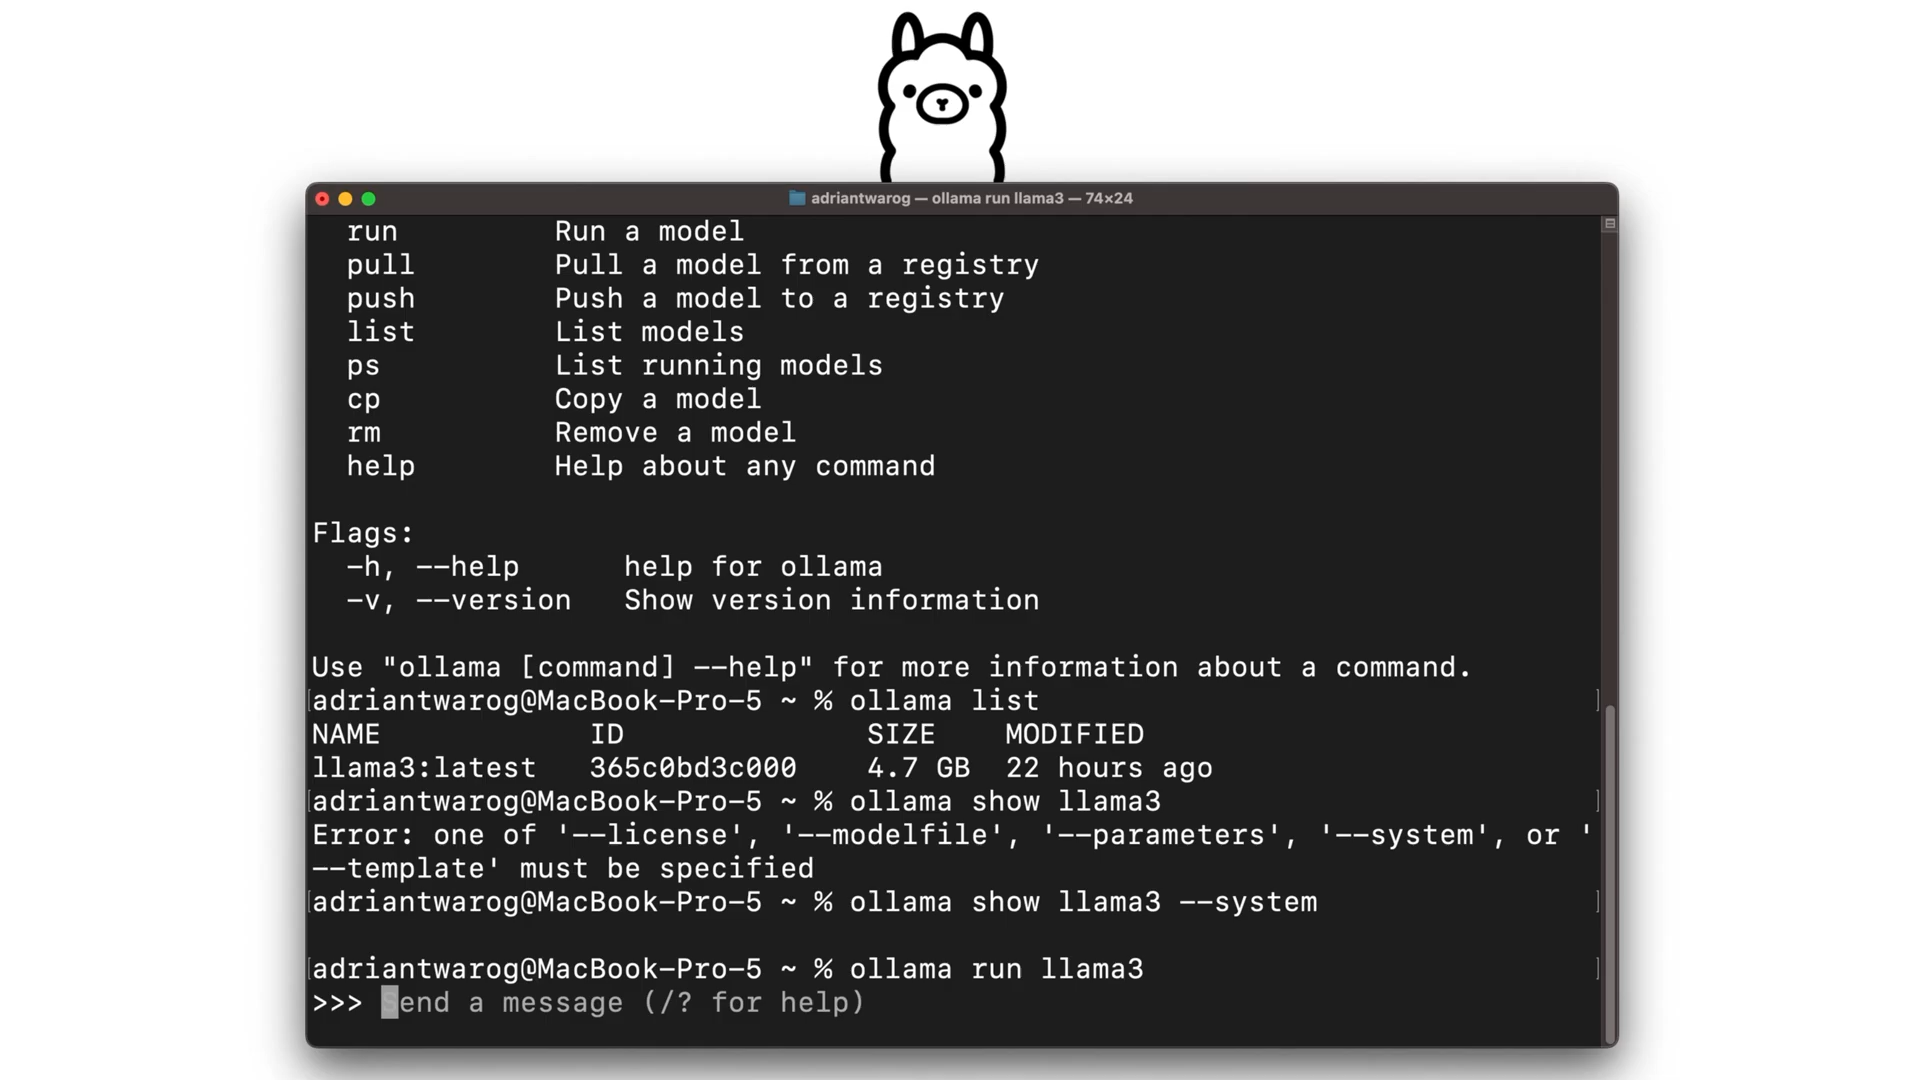 adriantwarog — ollama run llama3 — 74×24
run Run a model
pull Pull a model from a registry
push Push a model to a registry
list List models
ps List running models
cp Copy a model
rm Remove a model
help Help about any command
Flags:
-h, --help help for ollama
-v, --version Show version information
Use "ollama [command] --help" for more information about a command.
[adriantwarog@MacBook-Pro-5 ~ % ollama list ]
NAME ID SIZE MODIFIED
llama3:latest 365c0bd3c000 4.7 GB 22 hours ago
[adriantwarog@MacBook-Pro-5 ~ % ollama show llama3 ]
Error: one of '--license', '--modelfile', '--parameters', '--system', or '
--template' must be specified
[adriantwarog@MacBook-Pro-5 ~ % ollama show llama3 --system ]
[adriantwarog@MacBook-Pro-5 ~ % ollama run llama3 ]
>>> Send a message (/? for help)